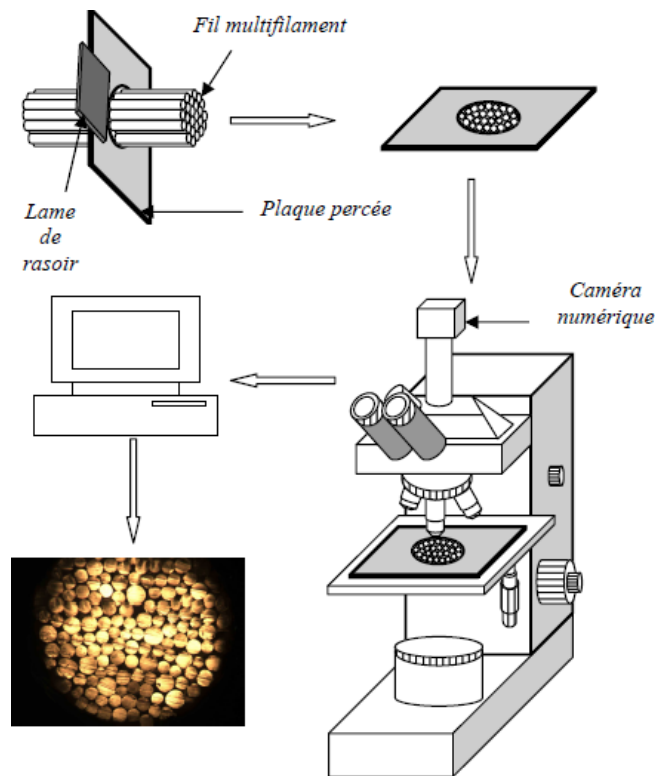 Fil multifilament
Lame
de
rasoir
Plaque percée
Caméra
numérique